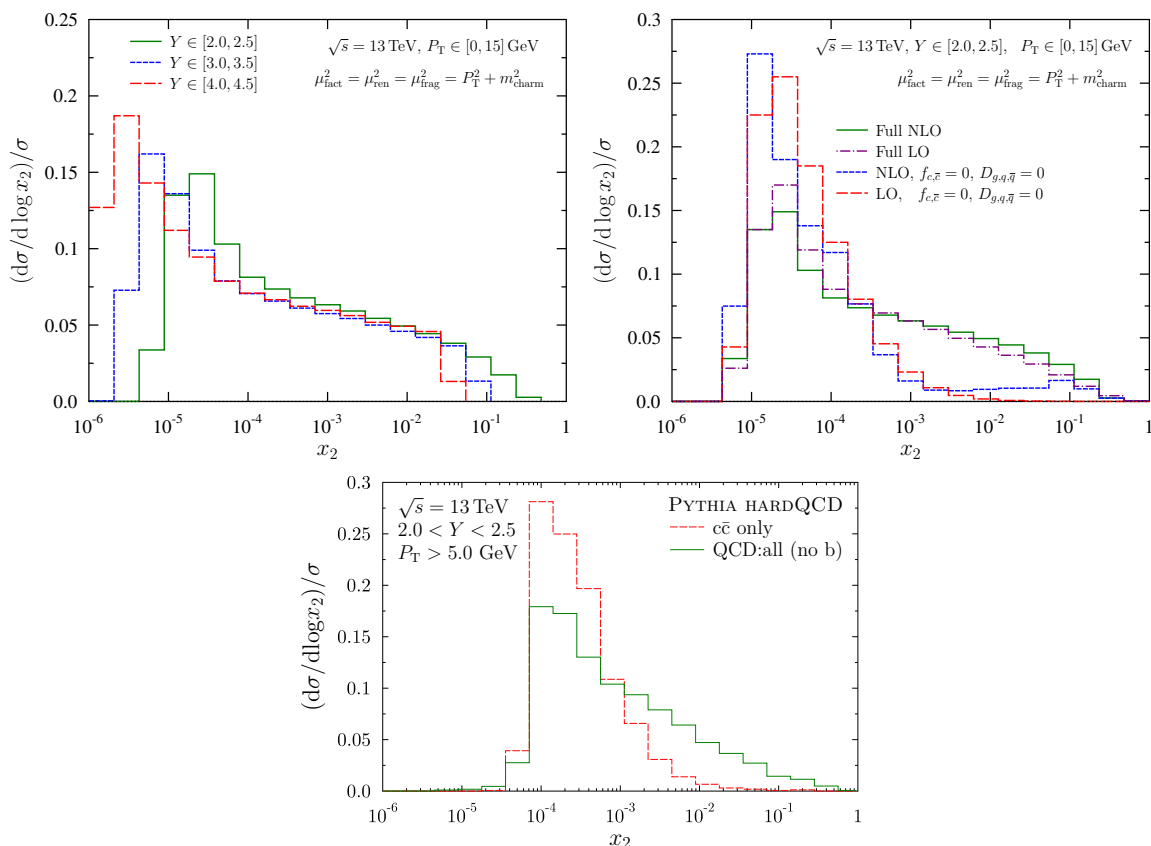 0.25
0.2
0.15
0.1
0.05
0.0
(dσ/d log x₂)/σ
Y ∈ [2.0, 2.5]
Y ∈ [3.0, 3.5]
Y ∈ [4.0, 4.5]
√s = 13 TeV, P_T ∈ [0, 15] GeV
μ²_fact = μ²_ren = μ²_frag = P²_T + m²_charm
10⁻⁶ 10⁻⁵ 10⁻⁴ 10⁻³ 10⁻² 10⁻¹ 1
x₂
0.35
0.3
0.25
0.2
0.15
0.1
0.05
0.0
(dσ/d log x₂)/σ
√s = 13 TeV, Y ∈ [2.0, 2.5], P_T ∈ [0, 15] GeV
μ²_fact = μ²_ren = μ²_frag = P²_T + m²_charm
Full NLO
Full LO
NLO, f_{c,c̅} = 0, D_{g,q,q̅} = 0
LO, f_{c,c̅} = 0, D_{g,q,q̅} = 0
10⁻⁶ 10⁻⁵ 10⁻⁴ 10⁻³ 10⁻² 10⁻¹ 1
x₂
0.3
0.25
0.2
0.15
0.1
0.05
0
(dσ/dlogx₂)/σ
√s = 13 TeV
2.0 < Y < 2.5
P_T > 5.0 GeV
PYTHIA HARDQCD
cc̅ only
QCD:all (no b)
10⁻⁶ 10⁻⁵ 10⁻⁴ 10⁻³ 10⁻² 10⁻¹ 1
x₂